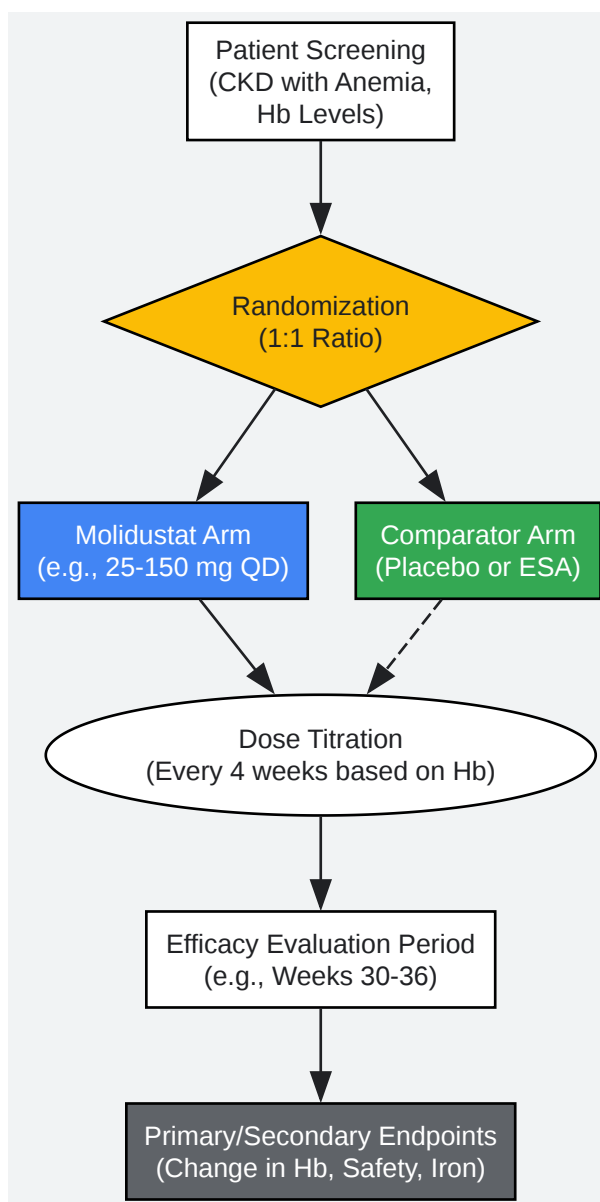 Patient Screening
(CKD with Anemia,
Hb Levels)
Randomization
(1:1 Ratio)
Molidustat Arm
(e.g., 25-150 mg QD)
Comparator Arm
(Placebo or ESA)
Dose Titration
(Every 4 weeks based on Hb)
Efficacy Evaluation Period
(e.g., Weeks 30-36)
Primary/Secondary Endpoints
(Change in Hb, Safety, Iron)